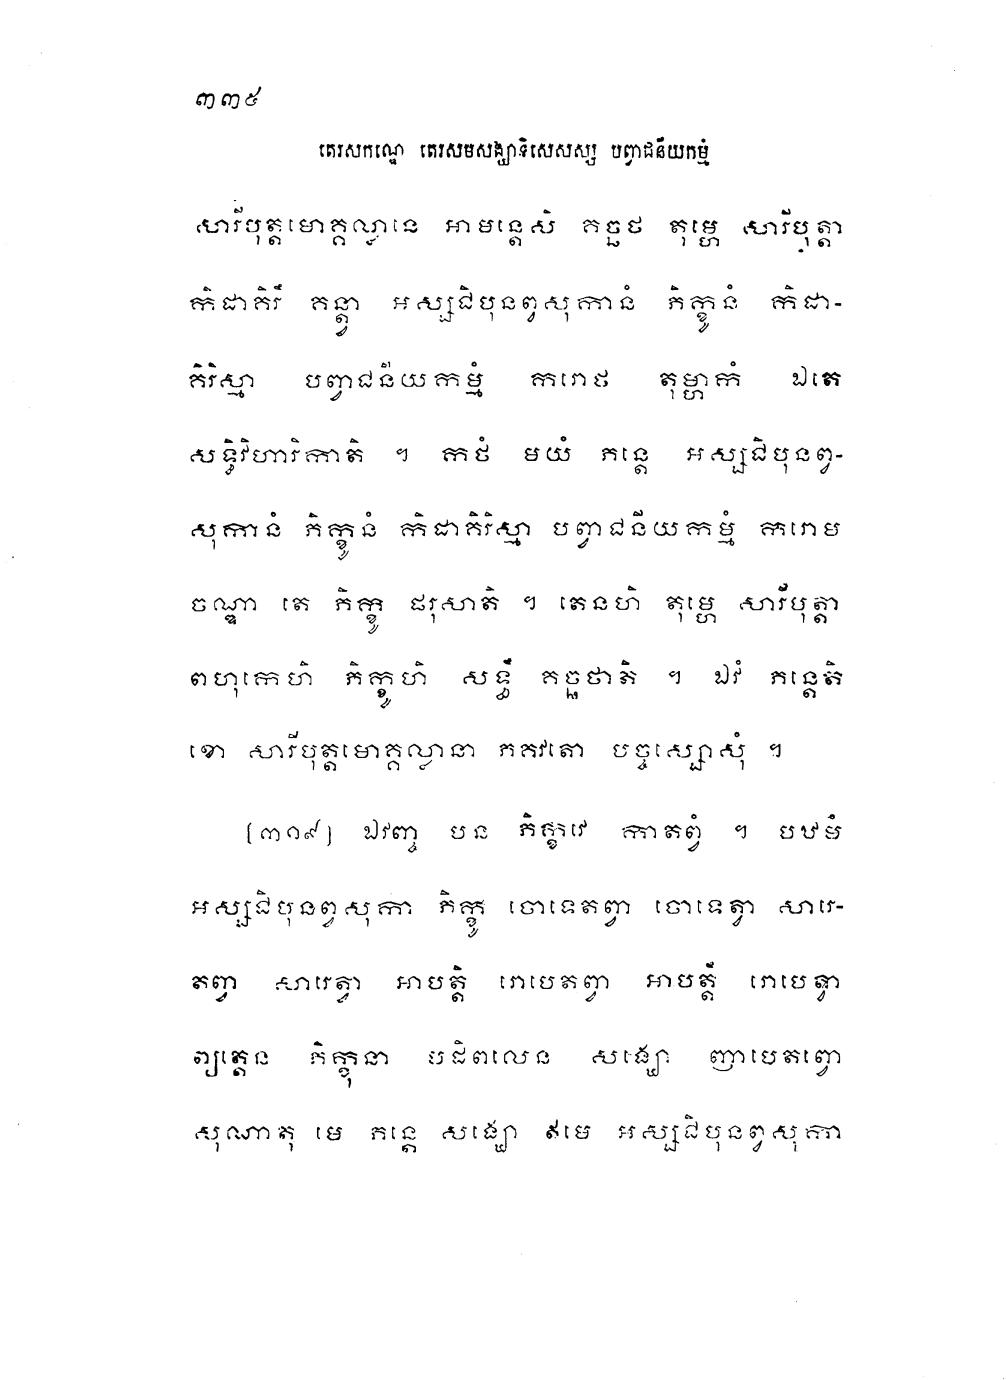 ៣៣៥
តេរសកណ្ឌេ តេរសមសង្ឃាទិសេសស្ស បព្វាជនីយកម្មំ
សារីបុត្តមោគ្គល្លានេ អាមន្តេសិ គច្ឆថ តុម្ហេ សារីបុត្តា
កិដាគិរឹ គន្ត្វា អស្សជិបុនព្វសុកានំ ភិក្ខូនំ កិដា-
គិរិស្មា បព្វាជនីយកម្មំ ករោថ តុម្ហាកំ ឯតេ
សទ្ធិវិហារិកាតិ ។ កថំ មយំ ភន្តេ អស្សជិបុនព្វ-
សុកានំ ភិក្ខូនំ កិដាគិរិស្មា បព្វាជនីយកម្មំ ករោម
ចណ្ឌា តេ ភិក្ខូ ផរុសាតិ ។ តេនហិ តុម្ហេ សារីបុត្តា
ពហុកេហិ ភិក្ខូហិ សទ្ធឹ គច្ឆថាតិ ។ ឯវំ ភន្តេតិ
ខោ សារីបុត្តមោគ្គល្លានា ភគវតោ បច្ចស្សោសុំ ។
[៣១៩] ឯវញ្ច បន ភិក្ខវេ កាតព្វំ ។ បឋមំ
អស្សជិបុនព្វសុកា ភិក្ខូ ចោទេតព្វា ចោទេត្វា សារេ-
តព្វា សារេត្វា អាបត្តិ រោបេតព្វា អាបត្តឹ រោបេត្វា
ព្យត្តេន ភិក្ខុនា បដិពលេន សង្ឃោ ញាបេតព្វោ
សុណាតុ មេ ភន្តេ សង្ឃោ ឥមេ អស្សជិបុនព្វសុកា